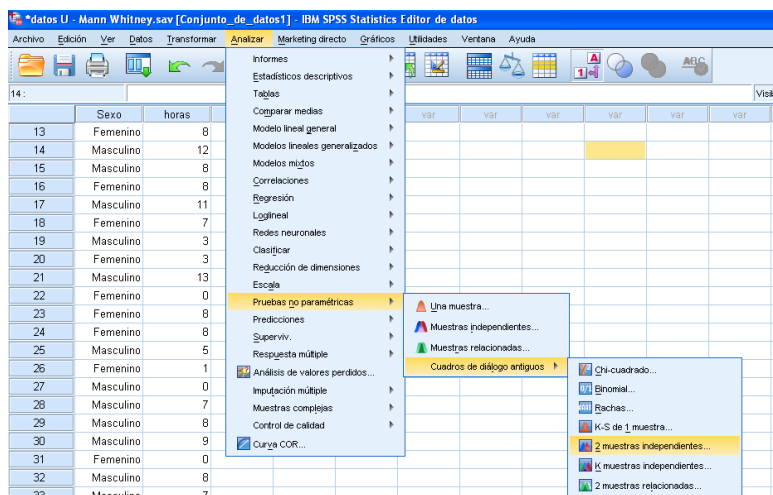 *datos U - Mann Whitney.sav [Conjunto_de_datos1] - IBM SPSS Statistics Editor de datos
Archivo Edición Ver Datos Transformar Analizar Marketing directo Gráficos Utilidades Ventana Ayuda
14 :
Sexo horas var var var var var
13 Femenino 8
14 Masculino 12
15 Masculino 8
16 Femenino 8
17 Masculino 11
18 Femenino 7
19 Masculino 3
20 Femenino 3
21 Masculino 13
22 Femenino 0
23 Femenino 8
24 Femenino 8
25 Masculino 5
26 Femenino 1
27 Masculino 0
28 Masculino 7
29 Masculino 8
30 Masculino 9
31 Femenino 0
32 Masculino 8
Informes
Estadísticos descriptivos
Tablas
Comparar medias
Modelo lineal general
Modelos lineales generalizados
Modelos mixtos
Correlaciones
Regresión
Loglineal
Redes neuronales
Clasificar
Reducción de dimensiones
Escala
Pruebas no paramétricas
Predicciones
Superviv.
Respuesta múltiple
Análisis de valores perdidos...
Imputación múltiple
Muestras complejas
Control de calidad
Curva COR...
Una muestra...
Muestras independientes...
Muestras relacionadas...
Cuadros de diálogo antiguos
Chi-cuadrado...
Binomial...
Rachas...
K-S de 1 muestra...
2 muestras independientes...
K muestras independientes...
2 muestras relacionadas...